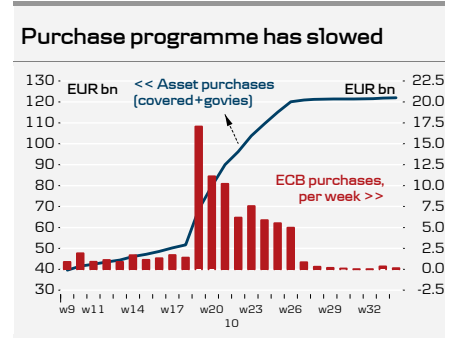 Purchase programme has slowed
EUR bn
<< Asset purchases
(covered+govies)
EUR bn
ECB purchases,
per week >>
130
120
110
100
90
80
70
60
50
40
30
22.5
20.0
17.5
15.0
12.5
10.0
7.5
5.0
2.5
0.0
-2.5
w9 w11 w14 w17 w20 w23 w26 w29 w32
10